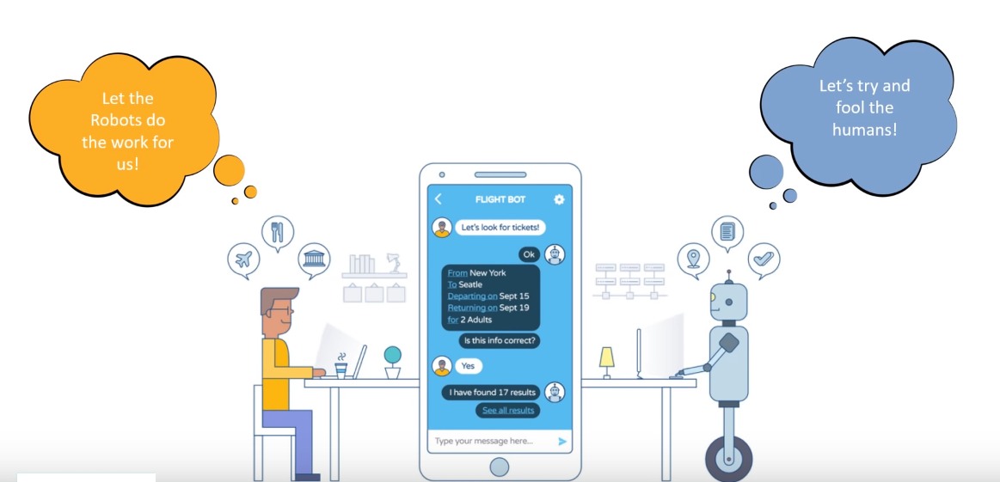 Let the
Robots do
the work for
us!
Let's try and
fool the
humans!
FLIGHT BOT
Let's look for tickets!
Ok
From New York
To Seatle
Departing on Sept 15
Returning on Sept 19
for 2 Adults
Is this info correct?
Yes
I have found 17 results
See all results
Type your message here...